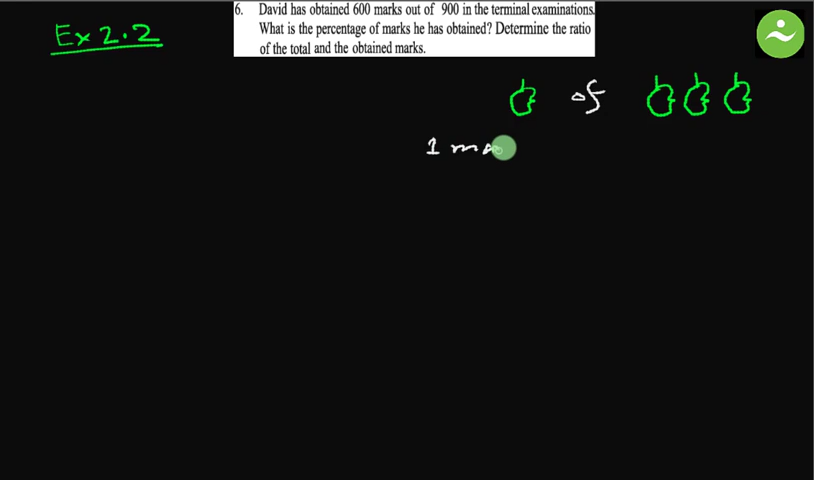 Ex 2.2
6. David has obtained 600 marks out of 900 in the terminal examinations.
What is the percentage of marks he has obtained? Determine the ratio
of the total and the obtained marks.
of
1 ma